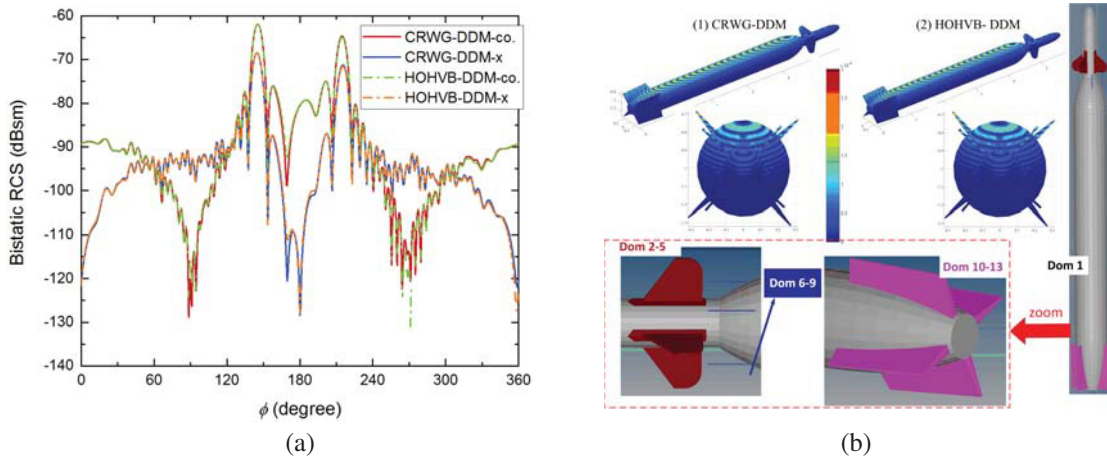 CRWG-DDM-co.
CRWG-DDM-x
HOHVB-DDM-co.
HOHVB-DDM-x
Bistatic RCS (dBsm)
-60
-70
-80
-90
-100
-110
-120
-130
-140
0 60 120 180 240 300 360
ϕ (degree)
(a)
(1) CRWG-DDM
(2) HOHVB- DDM
Dom 2-5
Dom 6-9
Dom 10-13
Dom 1
zoom
(b)